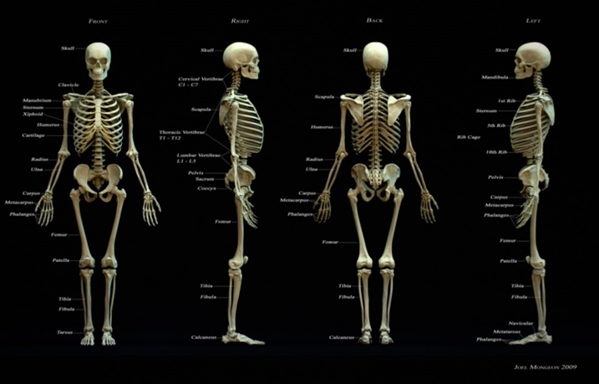 FRONT
Skull
Clavicle
Manubrium
Sternum
Xiphoid
Humerus
Cartilage
Radius
Ulna
Carpus
Metacarpus
Phalanges
Femur
Patella
Tibia
Fibula
Tarsus
RIGHT
Skull
Cervical Vertibrae
C1 - C7
Scapula
Thoracic Vertibrae
T1 - T12
Lumbar Vertibrae
L1 - L5
Pelvis
Sacrum
Coccyx
Femur
Tibia
Fibula
Calcaneus
BACK
Skull
Scapula
Humerus
Radius
Ulna
Carpus
Metacarpus
Phalanges
Femur
Tibia
Fibula
Calcaneus
LEFT
Skull
Mandibula
1st Rib
Sternum
5th Rib
Rib Cage
10th Rib
Pelvis
Carpus
Metacarpus
Phalanges
Femur
Patella
Tibia
Fibula
Navicular
Metatarsus
Phalanges
JOEL MONGEON 2009